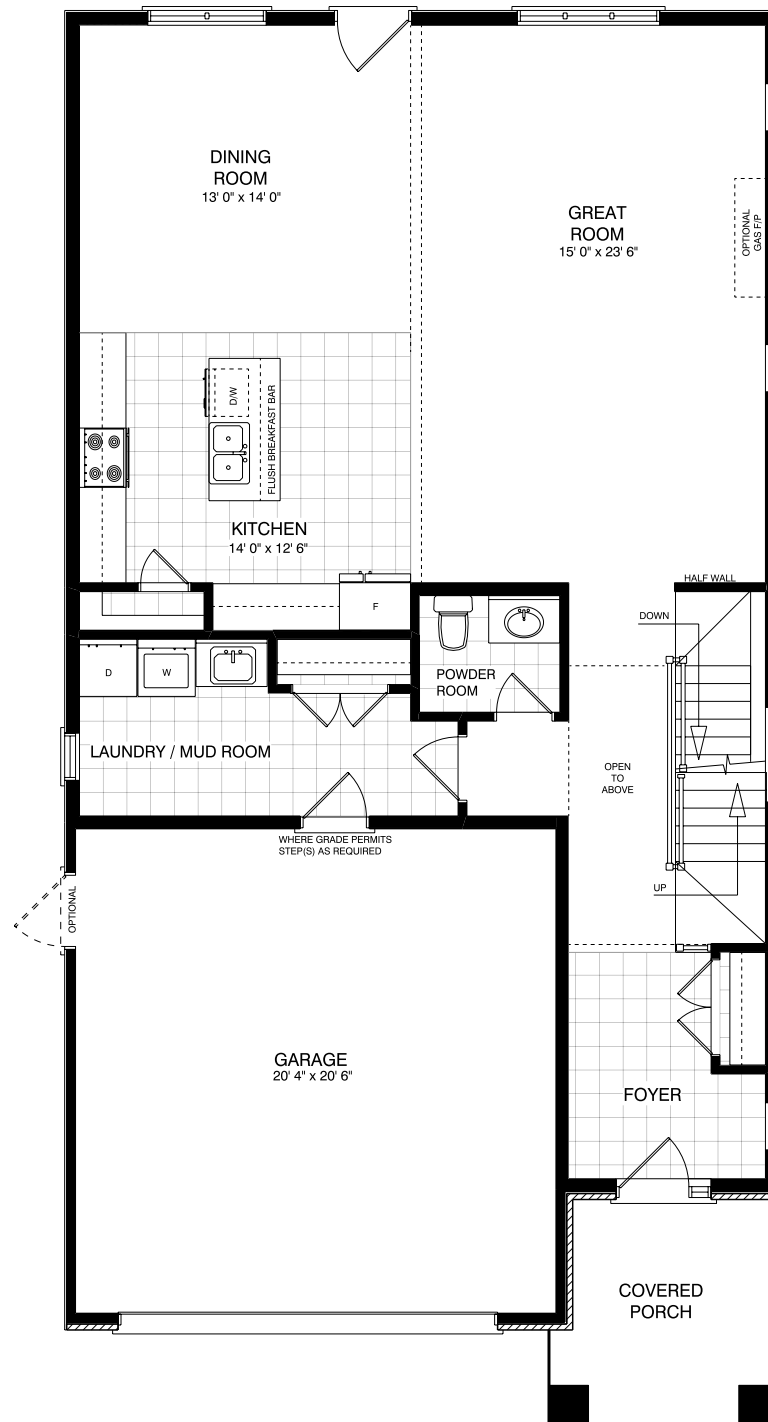 DINING
ROOM
13' 0" x 14' 0"
GREAT
ROOM
15' 0" x 23' 6"
OPTIONAL
GAS F/P
D/W
FLUSH BREAKFAST BAR
KITCHEN
14' 0" x 12' 6"
F
HALF WALL
DOWN
D
W
POWDER
ROOM
LAUNDRY / MUD ROOM
OPEN
TO
ABOVE
WHERE GRADE PERMITS
STEP(S) AS REQUIRED
OPTIONAL
UP
GARAGE
20' 4" x 20' 6"
FOYER
COVERED
PORCH